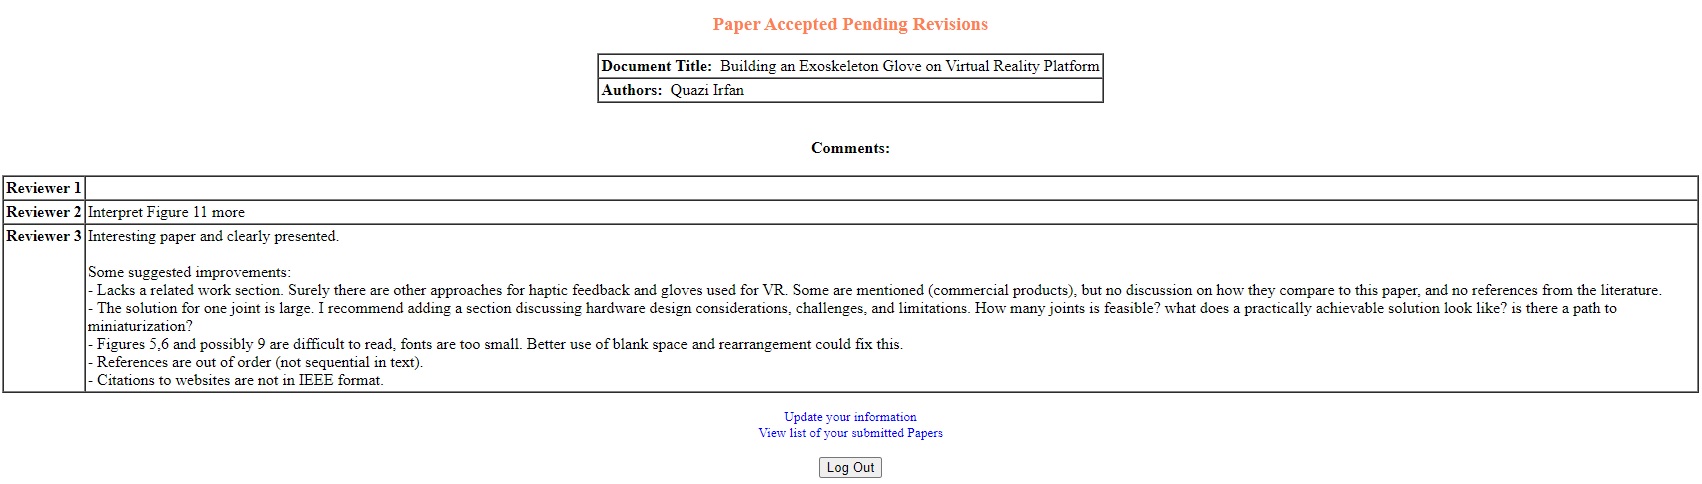 Paper Accepted Pending Revisions
Document Title: Building an Exoskeleton Glove on Virtual Reality Platform
Authors: Quazi Irfan
Comments:
Reviewer 1
Reviewer 2 Interpret Figure 11 more
Reviewer 3 Interesting paper and clearly presented.
Some suggested improvements:
- Lacks a related work section. Surely there are other approaches for haptic feedback and gloves used for VR. Some are mentioned (commercial products), but no discussion on how they compare to this paper, and no references from the literature.
- The solution for one joint is large. I recommend adding a section discussing hardware design considerations, challenges, and limitations. How many joints is feasible? what does a practically achievable solution look like? is there a path to
miniaturization?
- Figures 5,6 and possibly 9 are difficult to read, fonts are too small. Better use of blank space and rearrangement could fix this.
- References are out of order (not sequential in text).
- Citations to websites are not in IEEE format.
Update your information
View list of your submitted Papers
Log Out